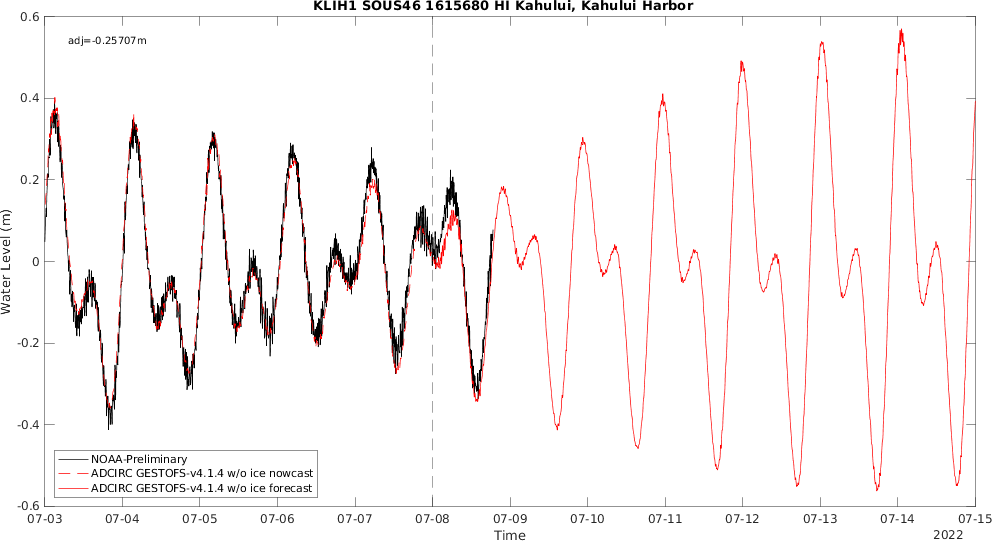 KLIH1 SOUS46 1615680 HI Kahului, Kahului Harbor
adj=-0.25707m
0.6
0.4
0.2
0
-0.2
-0.4
-0.6
Water Level (m)
NOAA-Preliminary
ADCIRC GESTOFS-v4.1.4 w/o ice nowcast
ADCIRC GESTOFS-v4.1.4 w/o ice forecast
07-03 07-04 07-05 07-06 07-07 07-08 07-09 07-10 07-11 07-12 07-13 07-14 07-15
Time
2022